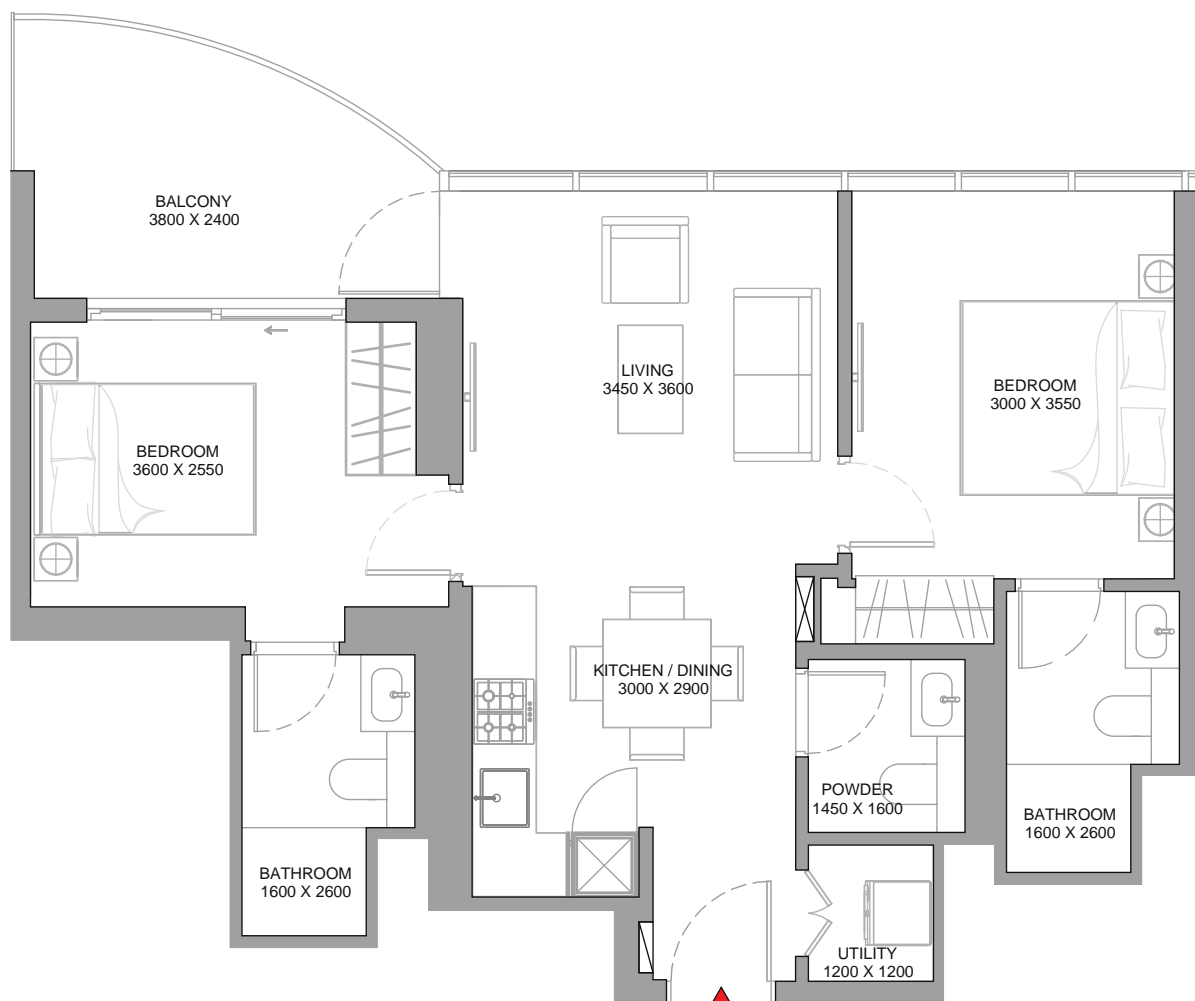 BALCONY
3800 X 2400
LIVING
3450 X 3600
BEDROOM
3000 X 3550
BEDROOM
3600 X 2550
KITCHEN / DINING
3000 X 2900
POWDER
1450 X 1600
BATHROOM
1600 X 2600
BATHROOM
1600 X 2600
UTILITY
1200 X 1200